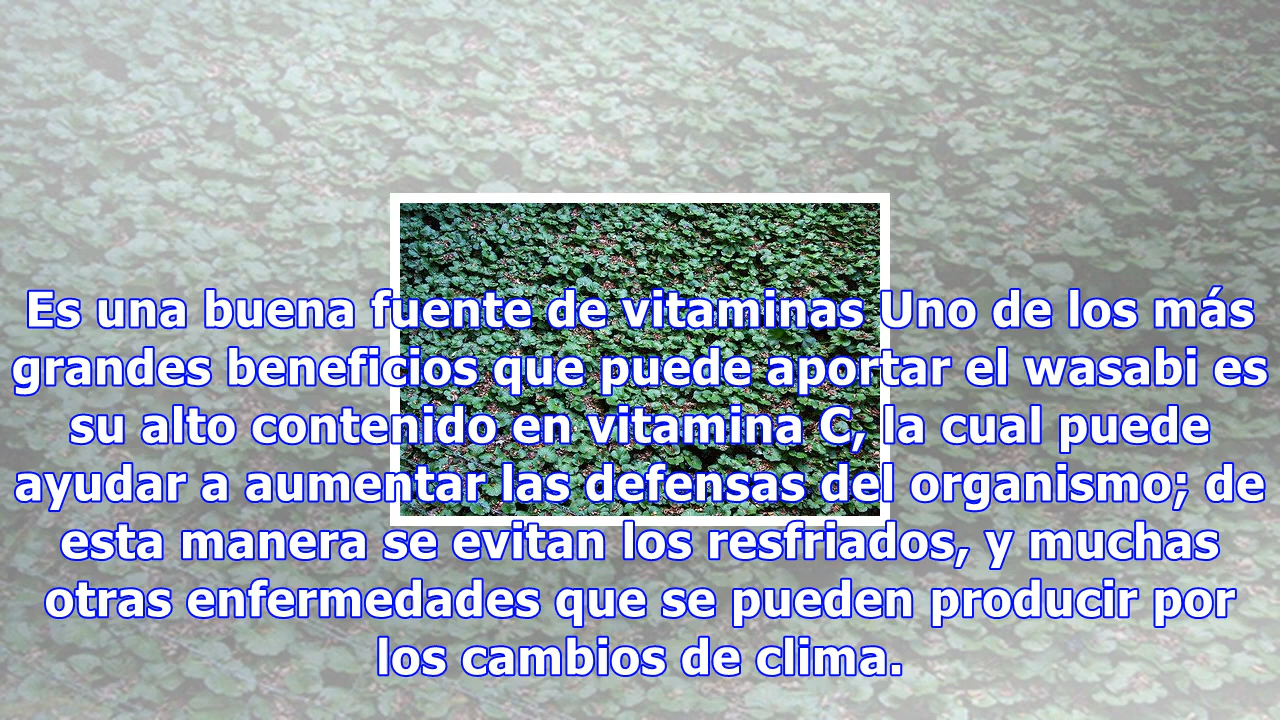 Es una buena fuente de vitaminas Uno de los más
grandes beneficios que puede aportar el wasabi es
su alto contenido en vitamina C, la cual puede
ayudar a aumentar las defensas del organismo; de
esta manera se evitan los resfriados, y muchas
otras enfermedades que se pueden producir por
los cambios de clima.